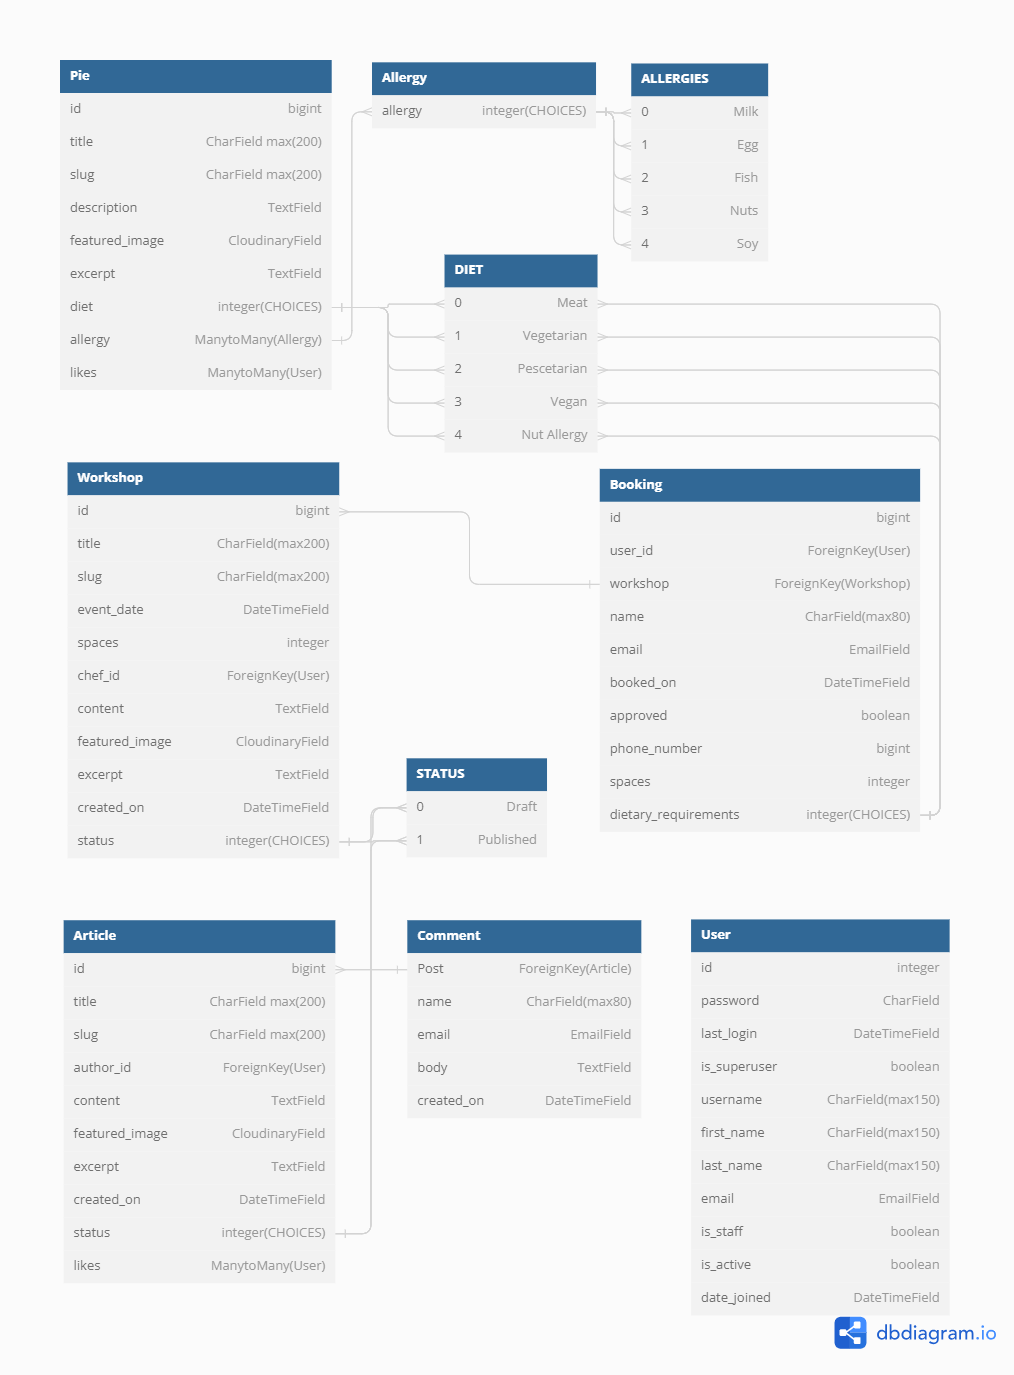 Pie
id bigint
title CharField max(200)
slug CharField max(200)
description TextField
featured_image CloudinaryField
excerpt TextField
diet integer(CHOICES)
allergy ManytoMany(Allergy)
likes ManytoMany(User)
Allergy
allergy integer(CHOICES)
ALLERGIES
0 Milk
1 Egg
2 Fish
3 Nuts
4 Soy
DIET
0 Meat
1 Vegetarian
2 Pescetarian
3 Vegan
4 Nut Allergy
Workshop
id bigint
title CharField(max200)
slug CharField(max200)
event_date DateTimeField
spaces integer
chef_id ForeignKey(User)
content TextField
featured_image CloudinaryField
excerpt TextField
created_on DateTimeField
status integer(CHOICES)
Booking
id bigint
user_id ForeignKey(User)
workshop ForeignKey(Workshop)
name CharField(max80)
email EmailField
booked_on DateTimeField
approved boolean
phone_number bigint
spaces integer
dietary_requirements integer(CHOICES)
STATUS
0 Draft
1 Published
Article
id bigint
title CharField max(200)
slug CharField max(200)
author_id ForeignKey(User)
content TextField
featured_image CloudinaryField
excerpt TextField
created_on DateTimeField
status integer(CHOICES)
likes ManytoMany(User)
Comment
Post ForeignKey(Article)
name CharField(max80)
email EmailField
body TextField
created_on DateTimeField
User
id integer
password CharField
last_login DateTimeField
is_superuser boolean
username CharField(max150)
first_name CharField(max150)
last_name CharField(max150)
email EmailField
is_staff boolean
is_active boolean
date_joined DateTimeField
dbdiagram.io